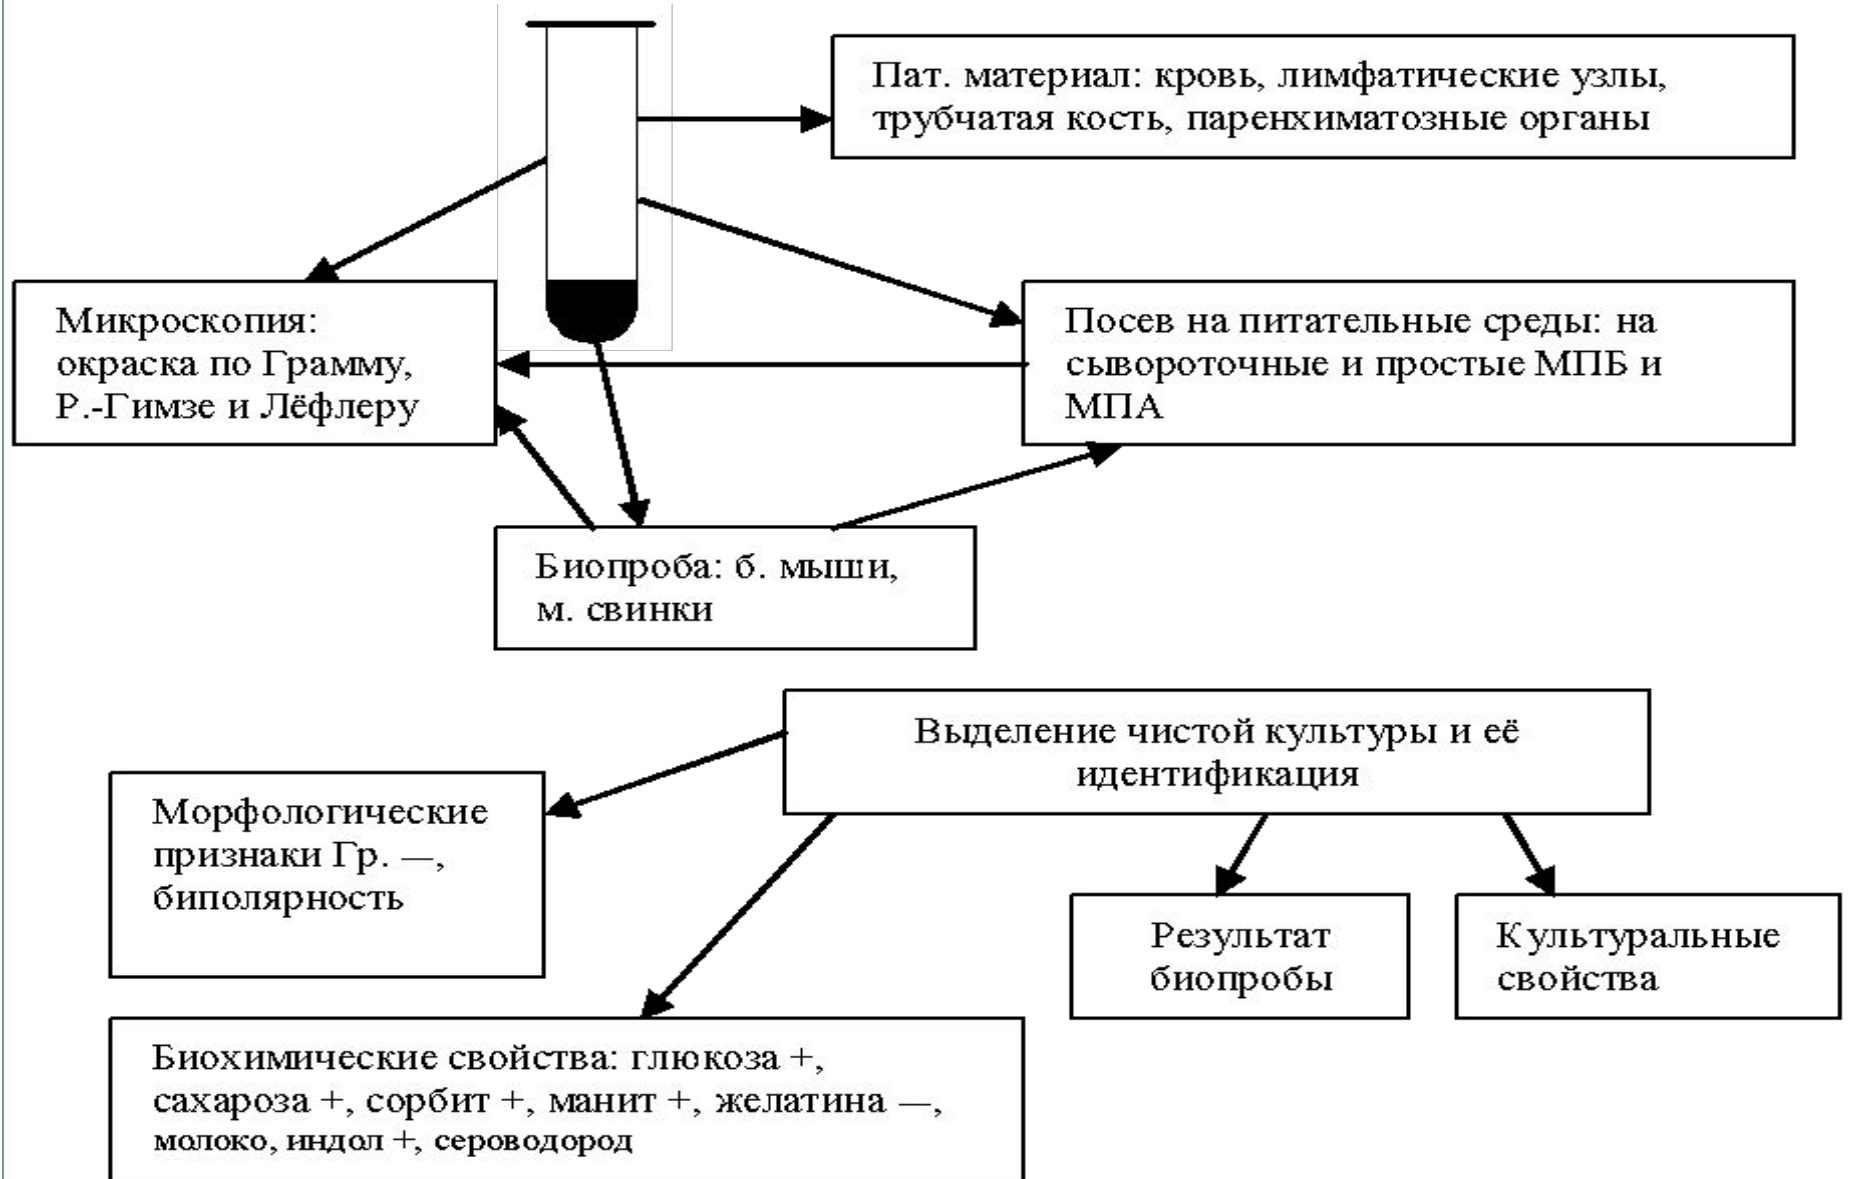 Пат. материал: кровь, лимфатические узлы,
трубчатая кость, паренхиматозные органы
Микроскопия:
окраска по Грамму,
Р.-Гимзе и Лёфлеру
Посев на питательные среды: на
сывороточные и простые МПБ и
МПА
Биопроба: б. мыши,
м. свинки
Выделение чистой культуры и её
идентификация
Морфологические
признаки Гр. —,
биполярность
Результат
биопробы
Культуральные
свойства
Биохимические свойства: глюкоза +,
сахароза +, сорбит +, манит +, желатина —,
молоко, индол +, сероводород